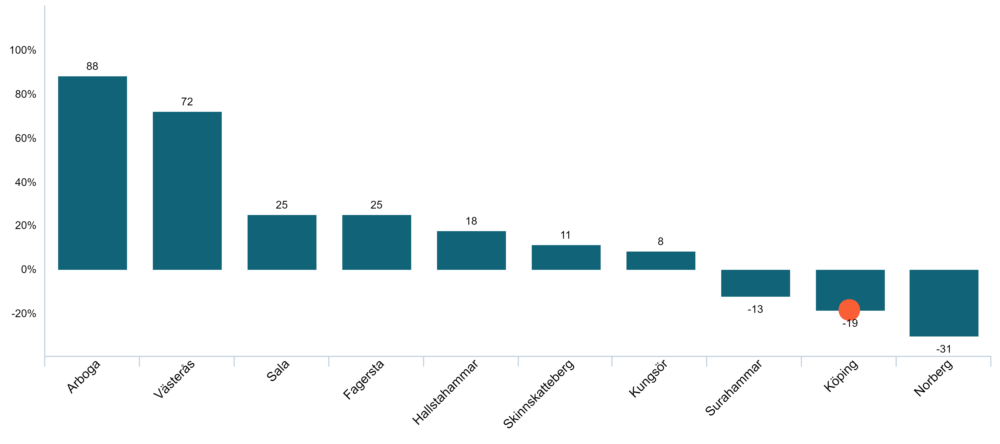 100%
88
80%
72
60%
40%
25
25
20%
18
11
8
0%
-20%
-13
-19
-31
Arboga
Västerås
Sala
Fagersta
Hallstahammar
Skinnskatteberg
Kungsör
Surahammar
Köping
Norberg